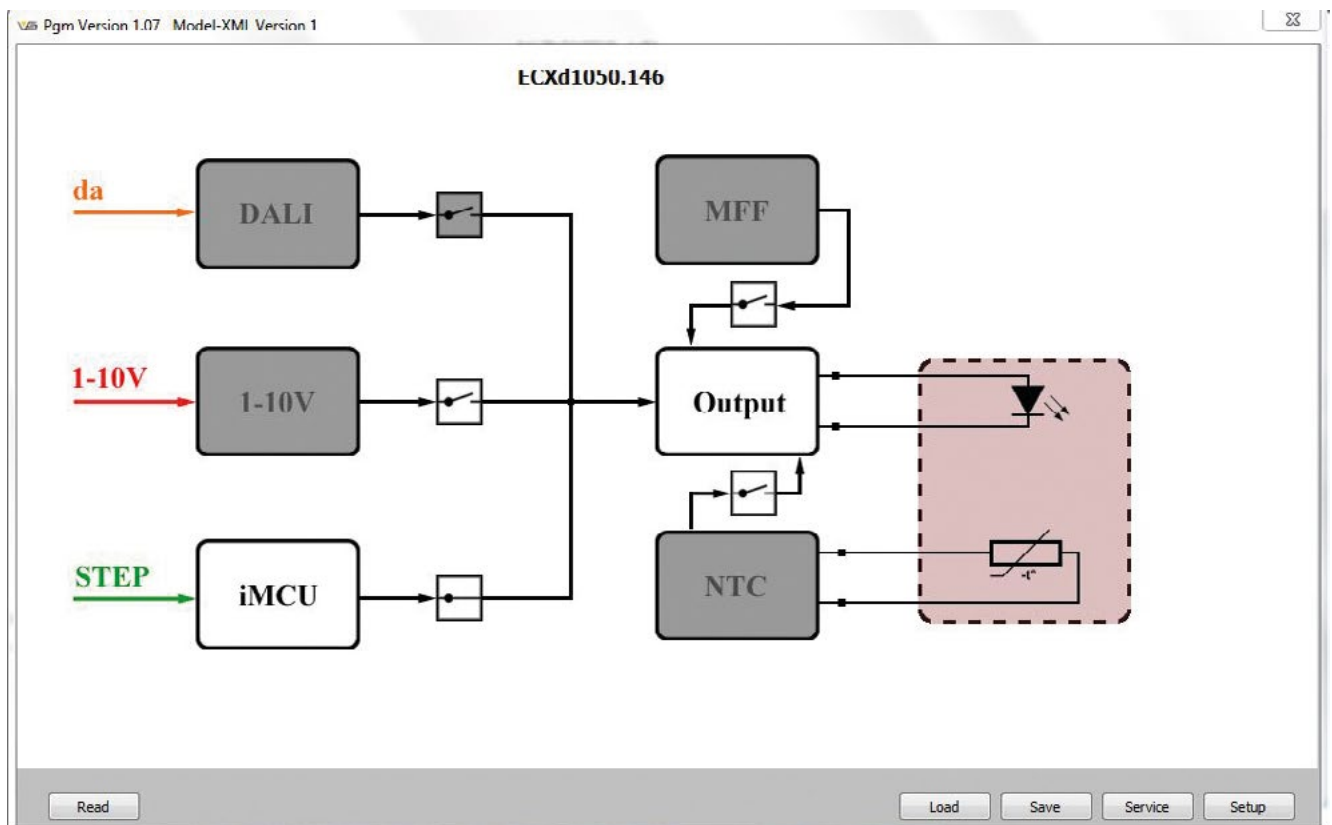 Pgm Version 1.07 Model-XML Version 1
ECXd1050.146
da
DALI
MFF
1-10V
1-10V
Output
STEP
iMCU
NTC
-t°
Read
Load
Save
Service
Setup